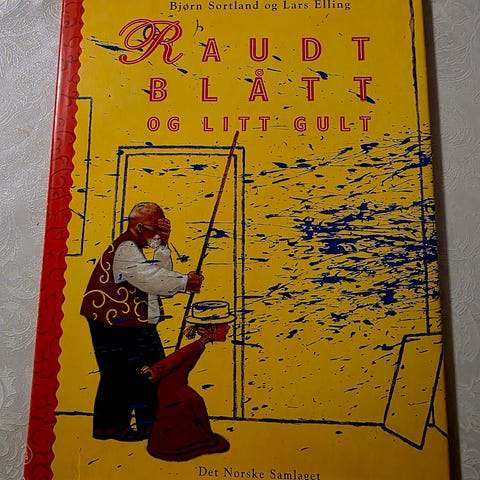 Bjørn Sortland og Lars Elling
RAUDT
BLÅTT
OG LITT GULT
Det Norske Samlaget